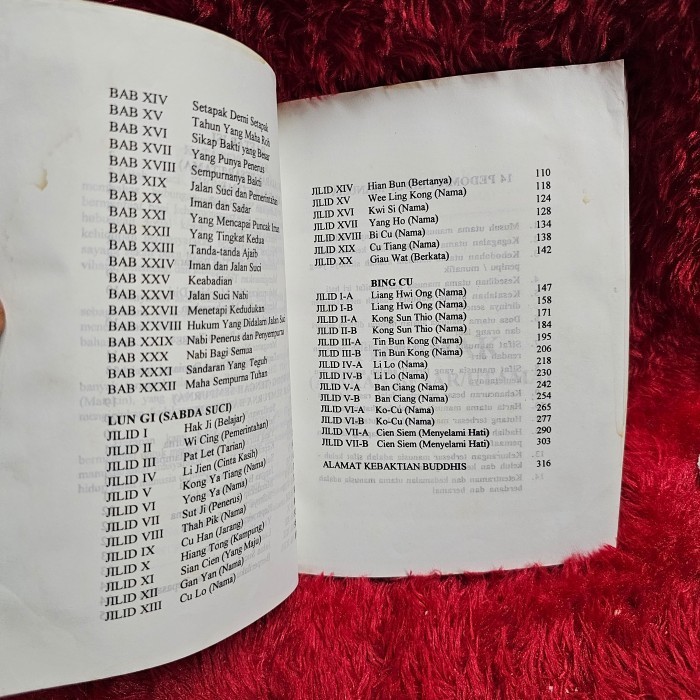 BAB XIV Setapak Demi Setapak
BAB XV Tahun Yang Maha Roh
BAB XVI Sikap Bakti yang Besar
BAB XVII Yang Punya Penerus
BAB XVIII Sempurnanya Bakti
BAB XIX Jalan Suci dan Pemerintahan
BAB XX Iman dan Sadar
BAB XXI Yang Mencapai Puncak Iman
BAB XXII Yang Tingkat Kedua
BAB XXIII Tanda-tanda Ajaib
BAB XXIV Iman dan Jalan Suci
BAB XXV Keabadian
BAB XXVI Jalan Suci Nabi
BAB XXVII Menetapi Kedudukan
BAB XXVIII Hukum Yang Didalam Jalan Suci
BAB XXIX Nabi Penerus dan Penyempurna
BAB XXX Nabi Bagi Semua
BAB XXXI Sandaran Yang Teguh
BAB XXXII Maha Sempurna Tuhan
LUN GI (SABDA SUCI)
JILID I Hak Ji (Belajar)
JILID II Wi Cing (Pemerintahan)
JILID III Pat Let (Tarian)
JILID IV Li Jien (Cinta Kasih)
JILID V Kong Ya Tiang (Nama)
JILID VI Yong Ya (Nama)
JILID VII Sut Ji (Penerus)
JILID VIII Thah Pik (Nama)
JILID IX Cu Han (Jarang)
JILID X Hiang Tong (Kampung)
JILID XI Sian Cien (Yang Maju)
JILID XII Gan Yan (Nama)
JILID XIII Cu Lo (Nama)
JILID XIV Hian Bun (Bertanya) 110
JILID XV Wee Ling Kong (Nama) 118
JILID XVI Kwi Si (Nama) 124
JILID XVII Yang Ho (Nama) 128
JILID XVIII Bi Cu (Nama) 134
JILID XIX Cu Tiang (Nama) 138
JILID XX Giau Wat (Berkata) 142
BING CU
JILID I-A Liang Hwi Ong (Nama) 147
JILID I-B Liang Hwi Ong (Nama) 158
JILID II-A Kong Sun Thio (Nama) 171
JILID II-B Kong Sun Thio (Nama) 184
JILID III-A Tin Bun Kong (Nama) 195
JILID III-B Tin Bun Kong (Nama) 206
JILID IV-A Li Lo (Nama) 218
JILID IV-B Li Lo (Nama) 230
JILID V-A Ban Ciang (Nama) 242
JILID V-B Ban Ciang (Nama) 254
JILID VI-A Ko-Cu (Nama) 265
JILID VI-B Ko-Cu (Nama) 277
JILID VII-A Cien Siem (Menyelami Hati) 290
JILID VII-B Cien Siem (Menyelami Hati) 303
ALAMAT KEBAKTIAN BUDDHIS 316